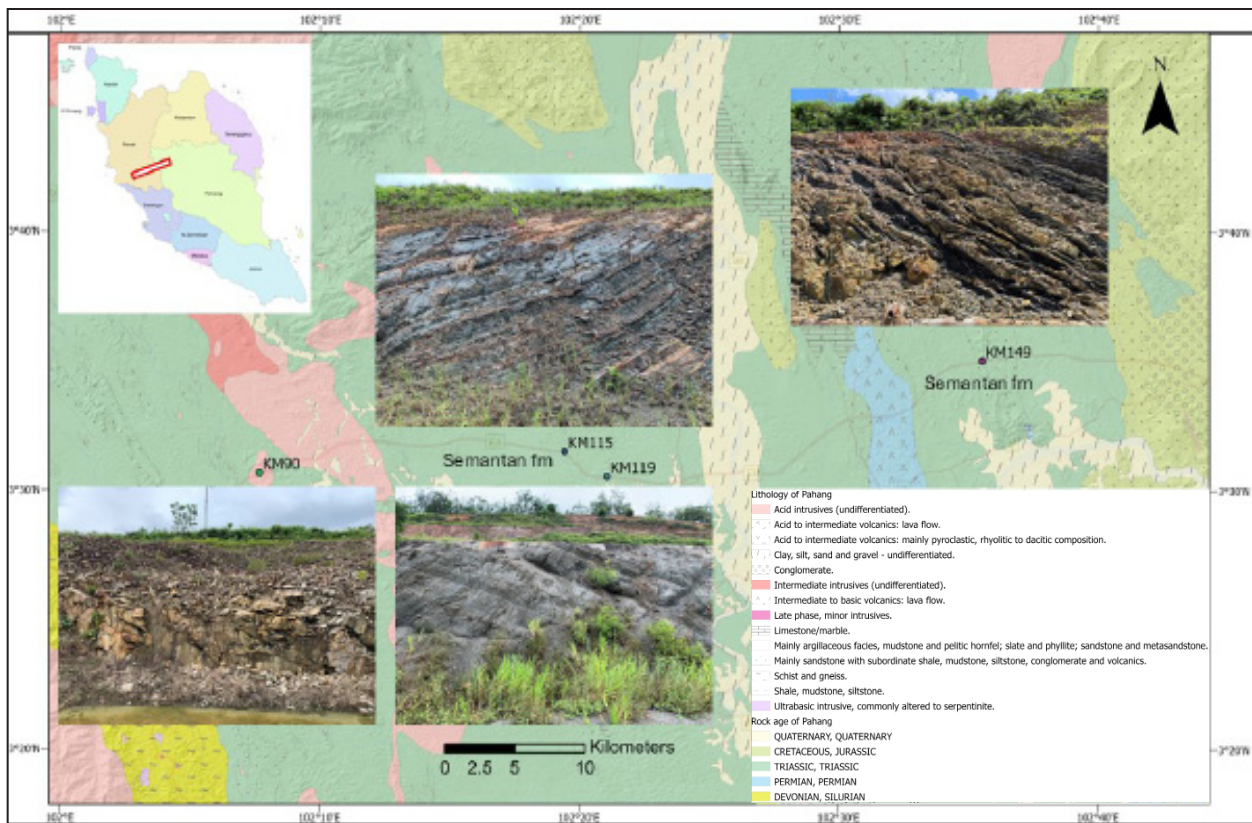 102°E 102°10'E 102°20'E 102°30'E 102°40'E
N
3°40'N 3°40'N
KM149
Semantan fm
KM115
KM90
Semantan fm
KM119
3°30'N 3°30'N
Lithology of Pahang
Acid intrusives (undifferentiated).
Acid to intermediate volcanics: lava flow.
Acid to intermediate volcanics: mainly pyroclastic, rhyolitic to dacitic composition.
Clay, silt, sand and gravel - undifferentiated.
Conglomerate.
Intermediate intrusives (undifferentiated).
Intermediate to basic volcanics: lava flow.
Late phase, minor intrusives.
Limestone/marble.
Mainly argillaceous facies, mudstone and pelitic hornfel; slate and phyllite; sandstone and metasandstone.
Mainly sandstone with subordinate shale, mudstone, siltstone, conglomerate and volcanics.
Schist and gneiss.
Shale, mudstone, siltstone.
Ultrabasic intrusive, commonly altered to serpentinite.
Rock age of Pahang
QUATERNARY, QUATERNARY
CRETACEOUS, JURASSIC
TRIASSIC, TRIASSIC
PERMIAN, PERMIAN
DEVONIAN, SILURIAN
Kilometers
0 2.5 5 10
3°20'N 3°20'N
102°E 102°10'E 102°20'E 102°30'E 102°40'E